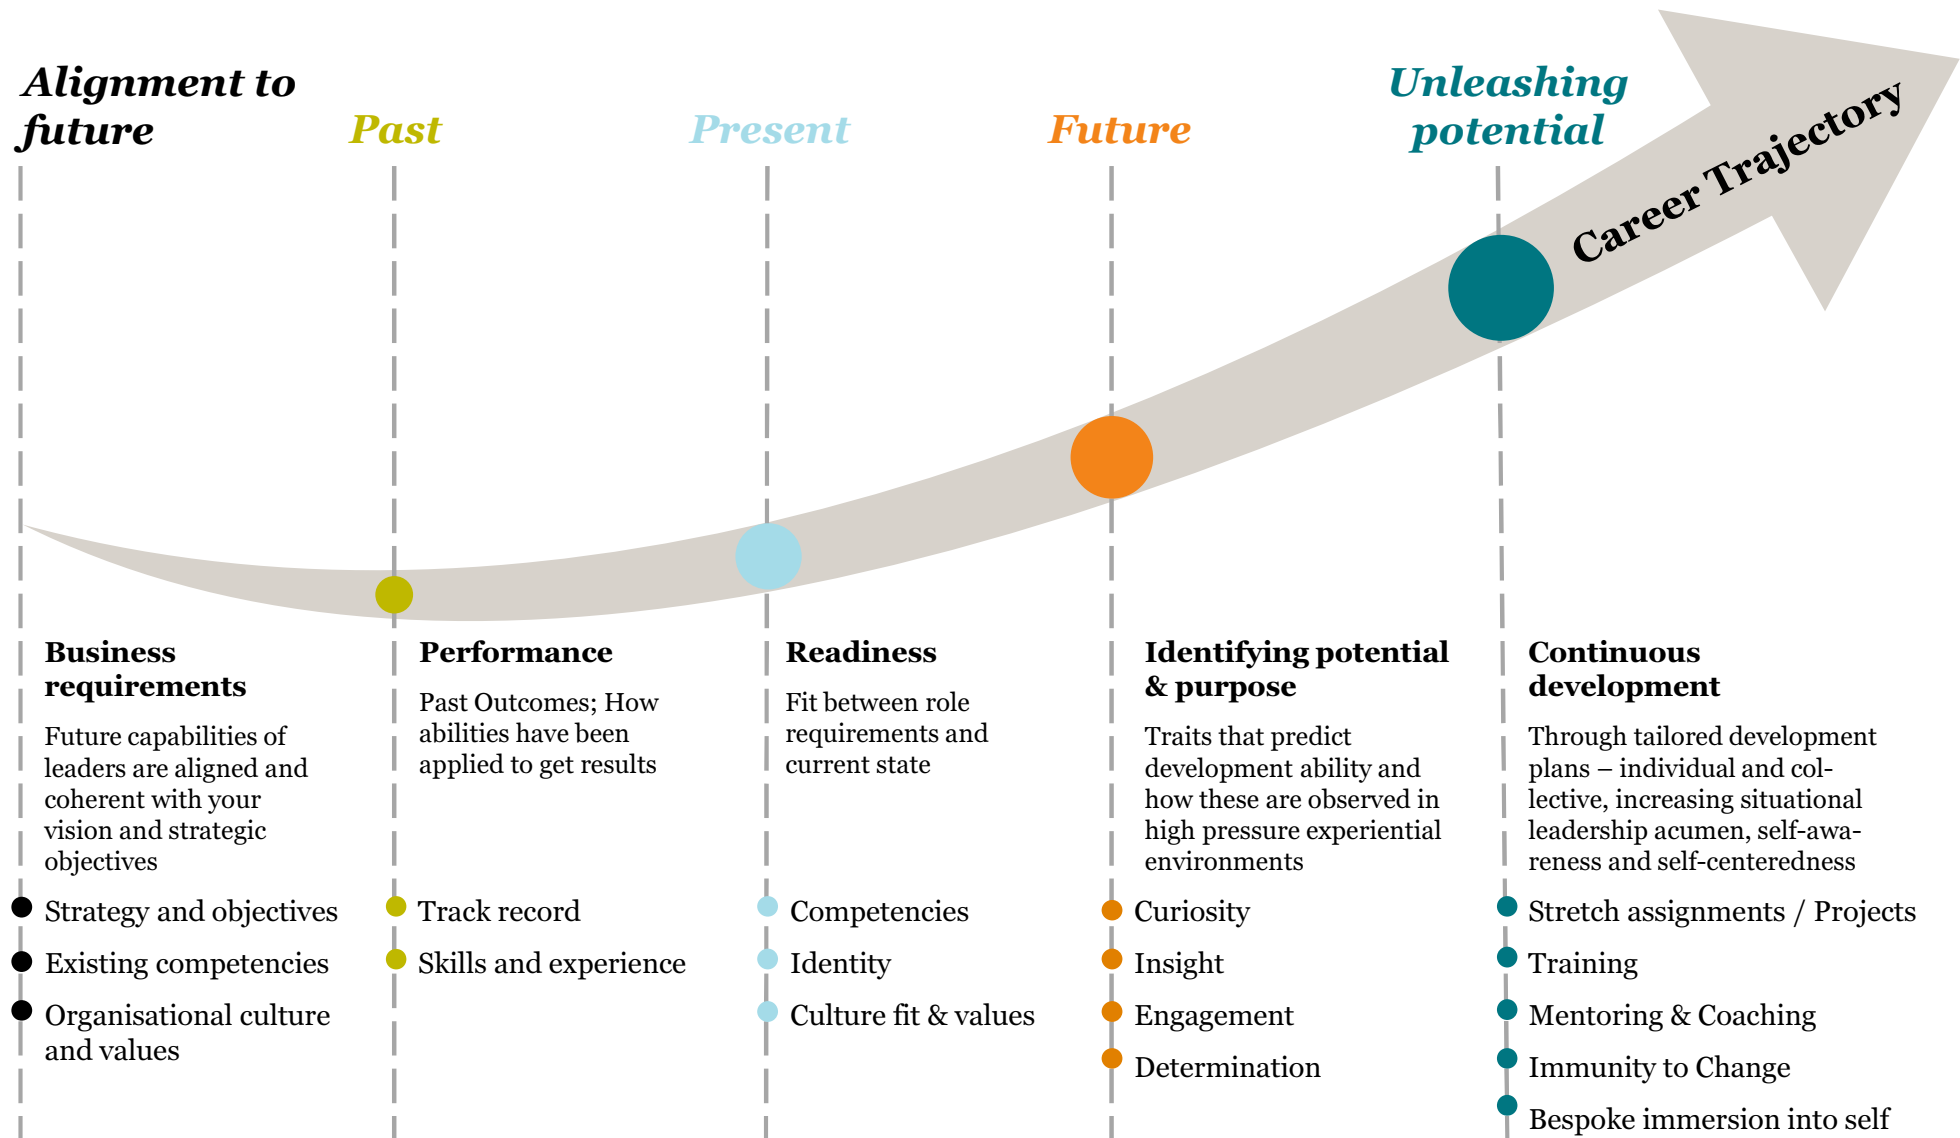 Alignment to
future
Past
Present
Future
Unleashing
potential
Career Trajectory
Business
requirements
Future capabilities of
leaders are aligned and
coherent with your
vision and strategic
objectives
Strategy and objectives
Existing competencies
Organisational culture
and values
Performance
Past Outcomes; How
abilities have been
applied to get results
Track record
Skills and experience
Readiness
Fit between role
requirements and
current state
Competencies
Identity
Culture fit & values
Identifying potential
& purpose
Traits that predict
development ability and
how these are observed in
high pressure experiential
environments
Curiosity
Insight
Engagement
Determination
Continuous
development
Through tailored development
plans – individual and col-
lective, increasing situational
leadership acumen, self-awa-
reness and self-centeredness
Stretch assignments / Projects
Training
Mentoring & Coaching
Immunity to Change
Bespoke immersion into self